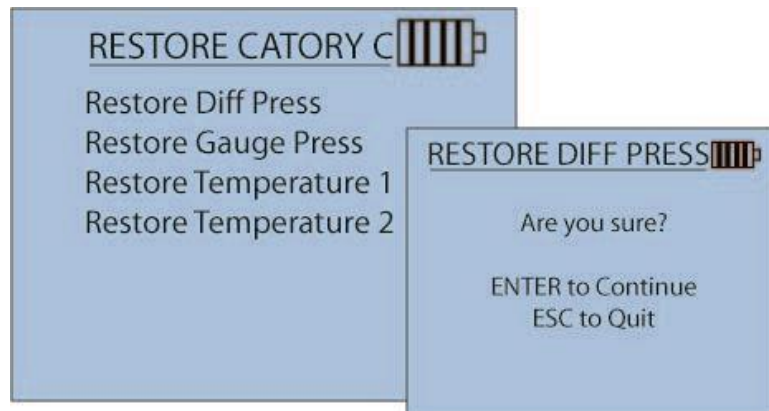 RESTORE CATORY C
Restore Diff Press
Restore Gauge Press
Restore Temperature 1
Restore Temperature 2
RESTORE DIFF PRESS
Are you sure?
ENTER to Continue
ESC to Quit